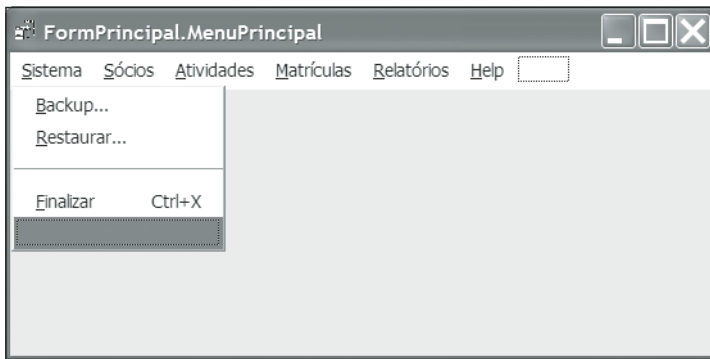 FormPrincipal.MenuPrincipal
Sistema Sócios Atividades Matrículas Relatórios Help
Backup...
Restaurar...
Finalizar Ctrl+X